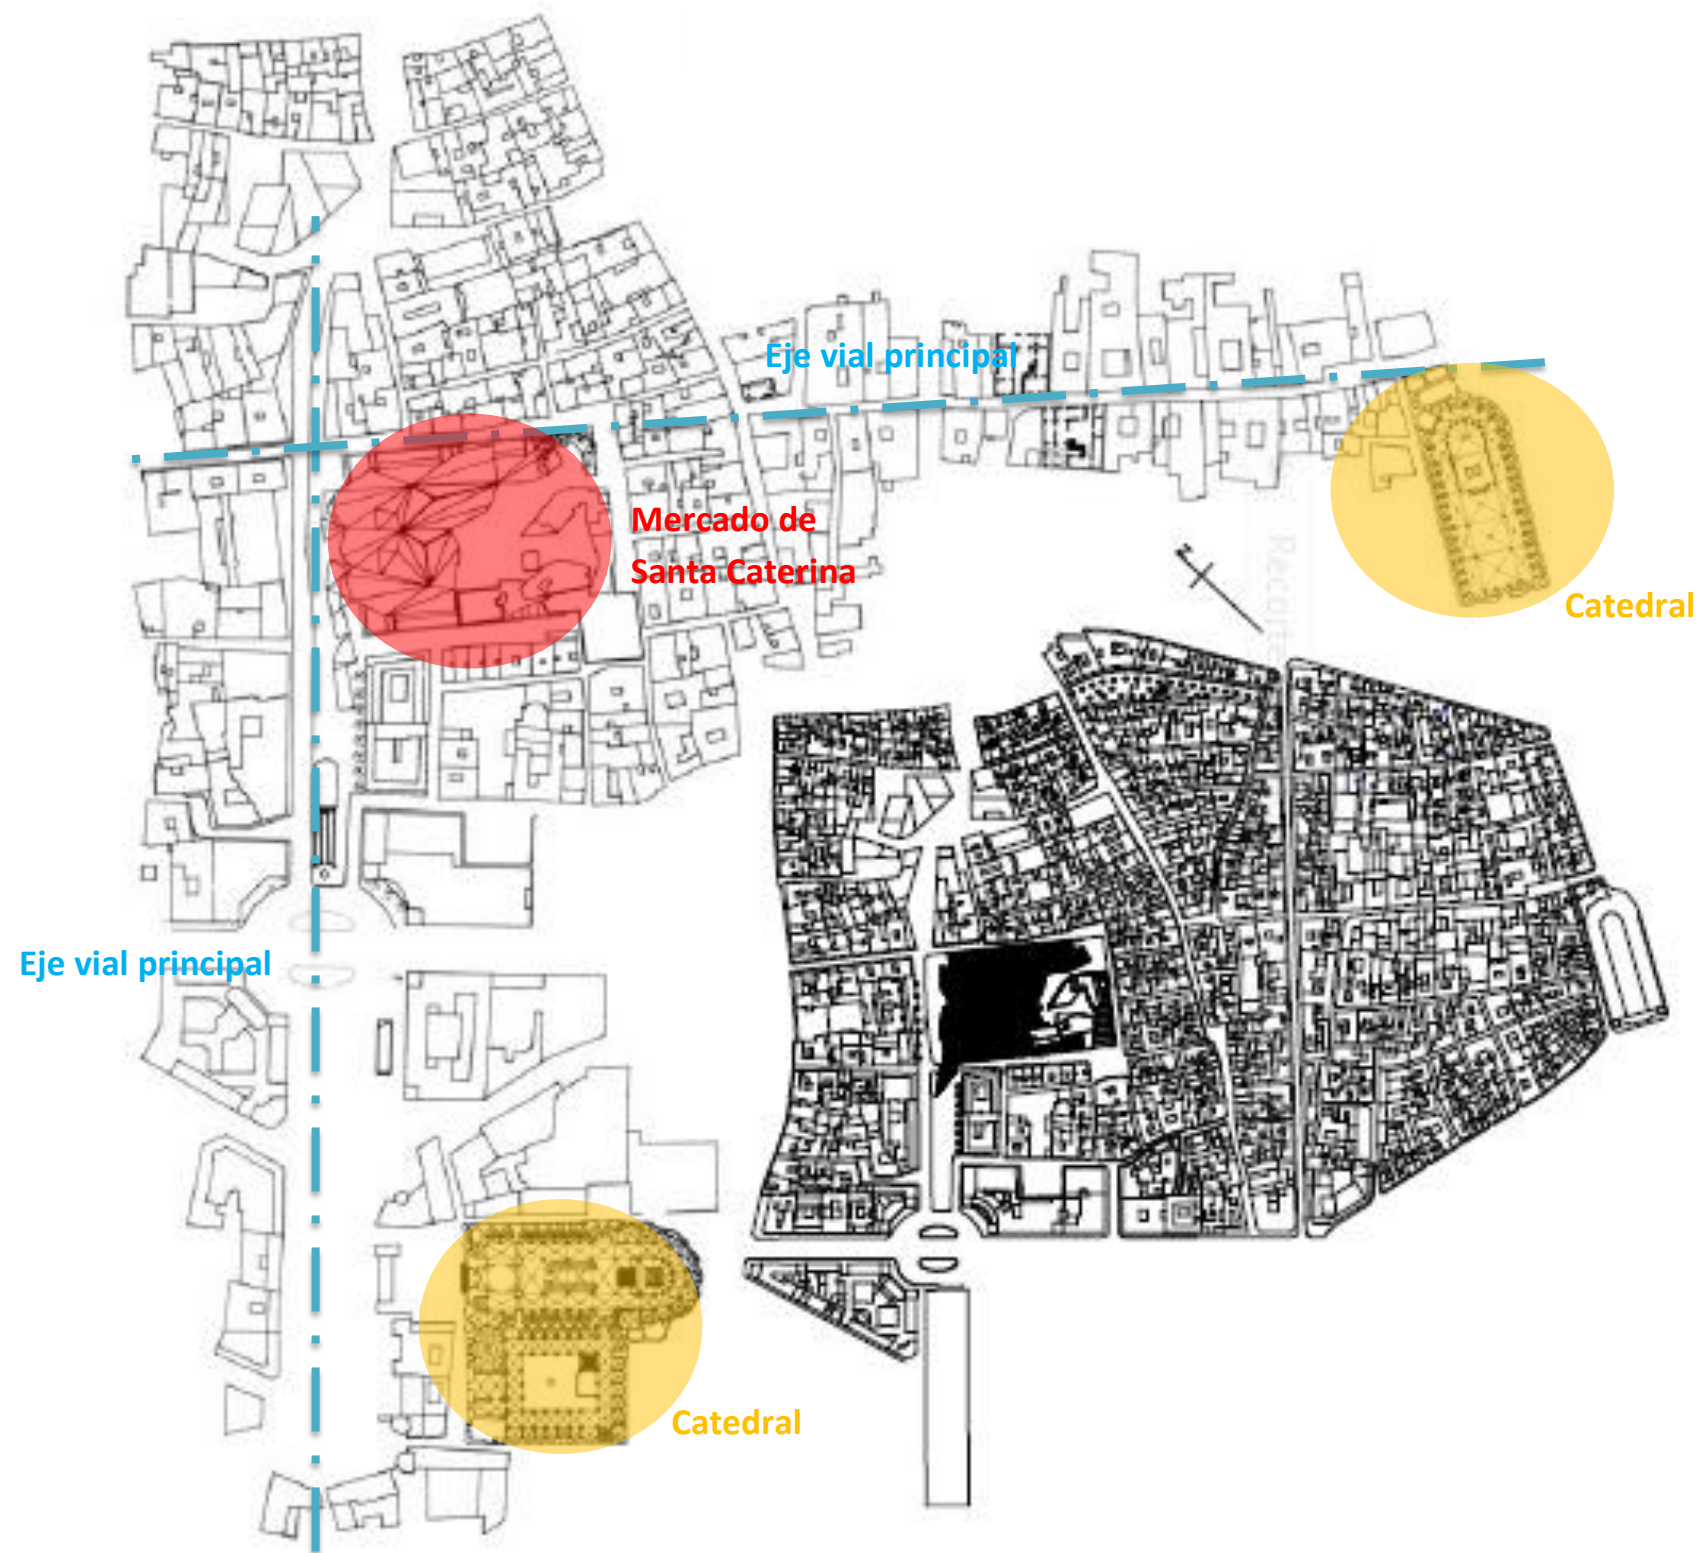 Eje vial principal
Mercado de
Santa Caterina
N
Catedral
Eje vial principal
Catedral